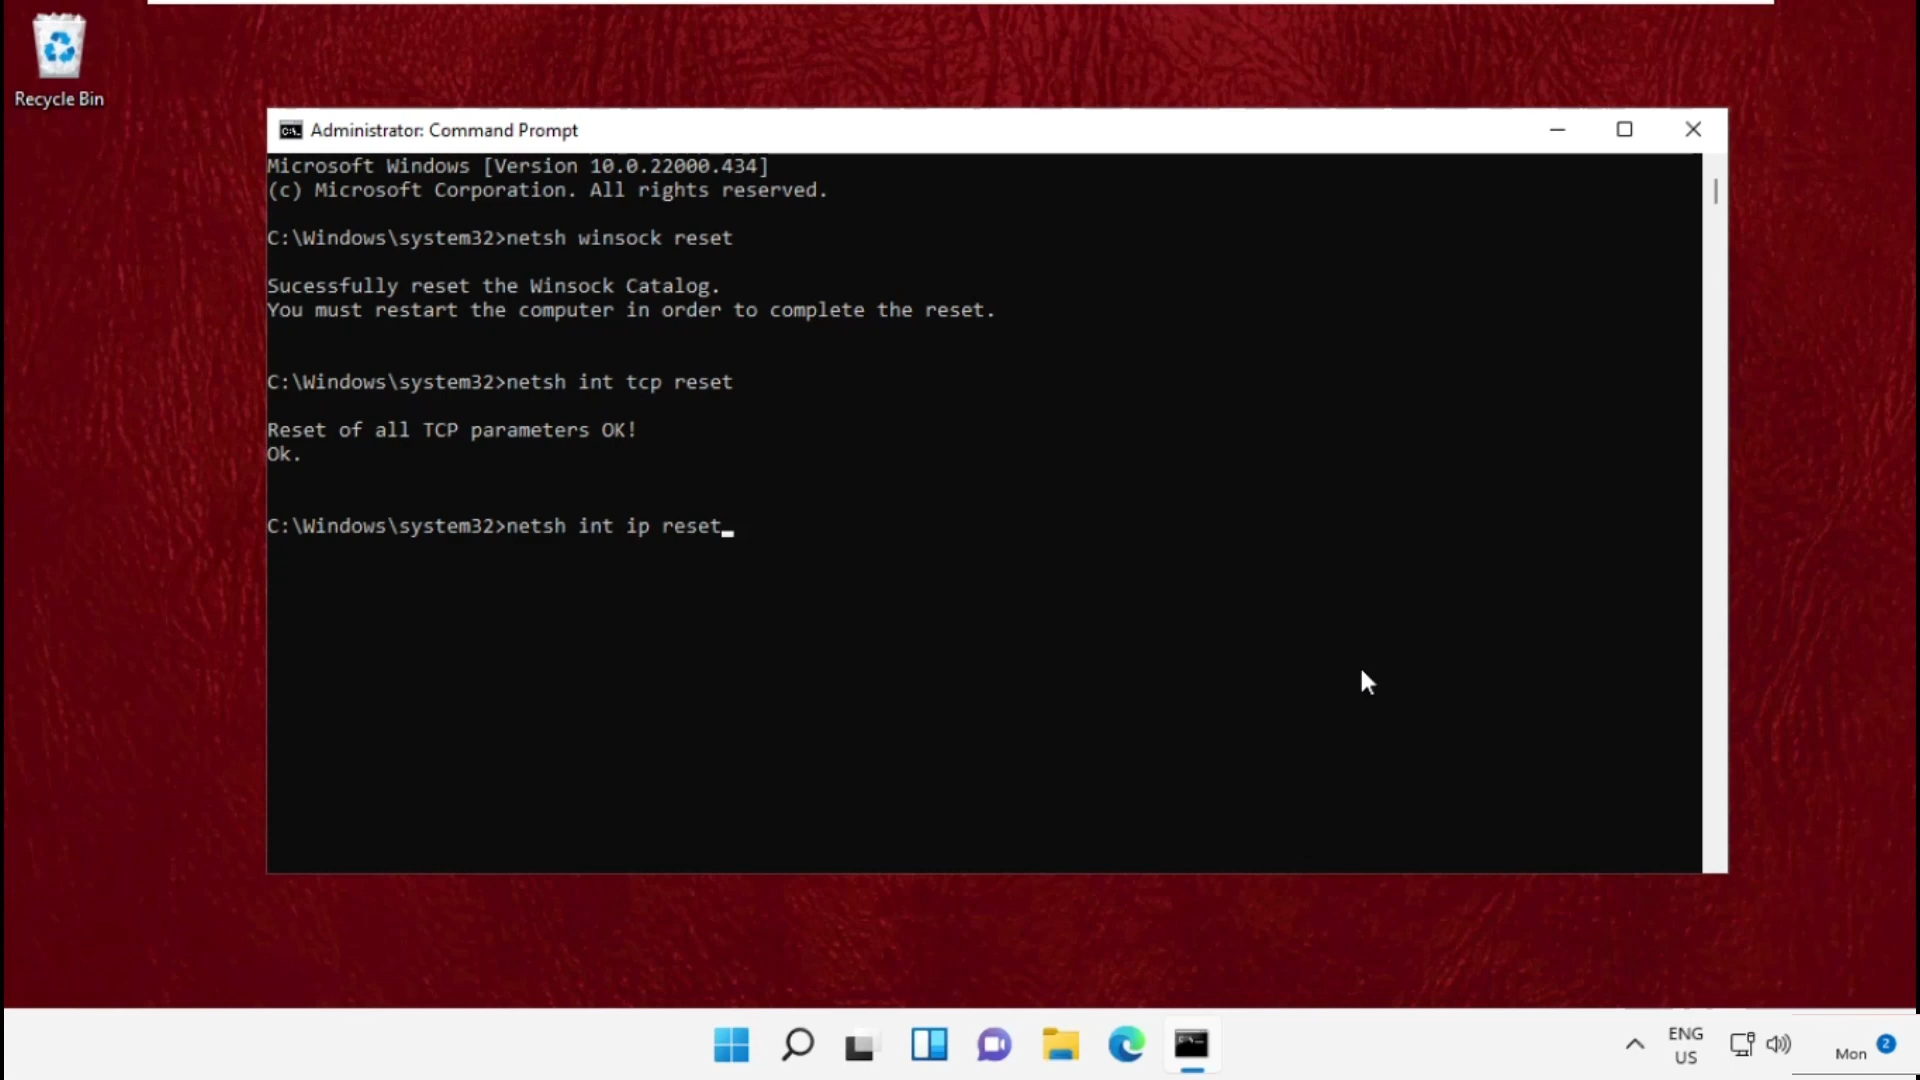 Recycle Bin
Administrator: Command Prompt
Microsoft Windows [Version 10.0.22000.434]
(c) Microsoft Corporation. All rights reserved.
C:\Windows\system32>netsh winsock reset
Sucessfully reset the Winsock Catalog.
You must restart the computer in order to complete the reset.
C:\Windows\system32>netsh int tcp reset
Reset of all TCP parameters OK!
Ok.
C:\Windows\system32>netsh int ip reset
ENG
US
Mon
2